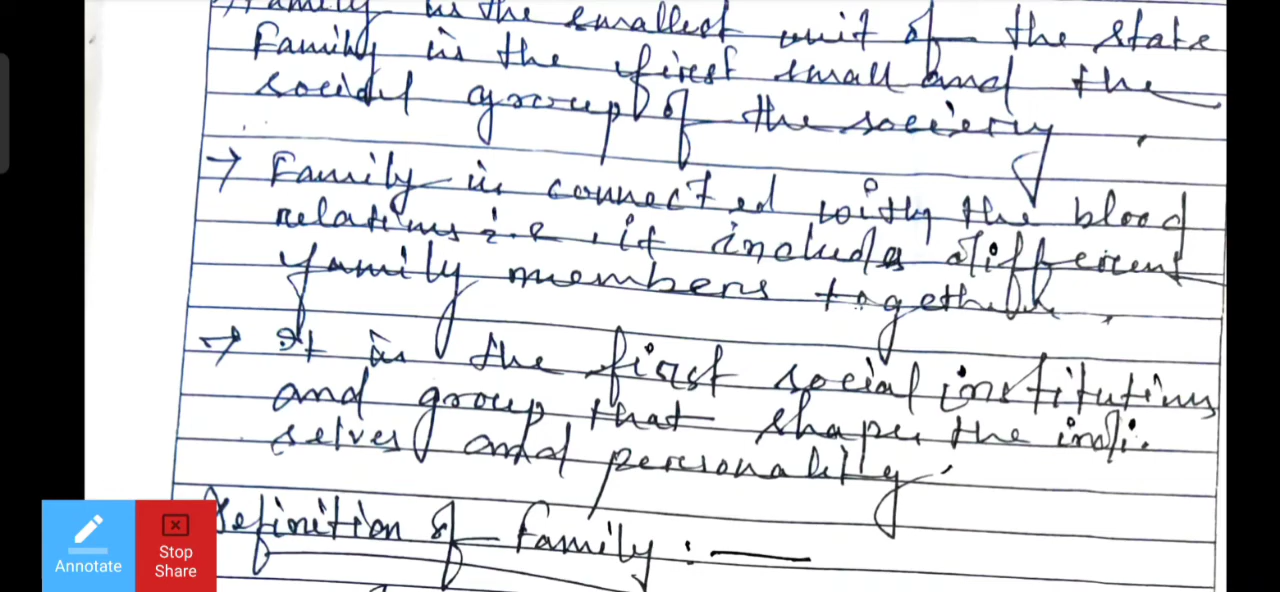 Family is the smallest unit of the state
Family is the first small and the
social group of the socierty
→ Family is connected with the blood
relations i.e, it includes different
family members together.
→ It is the first social institutions
and group that shapes the indi.
selves and personality.
Definition of Family :—
Annotate
Stop
Share